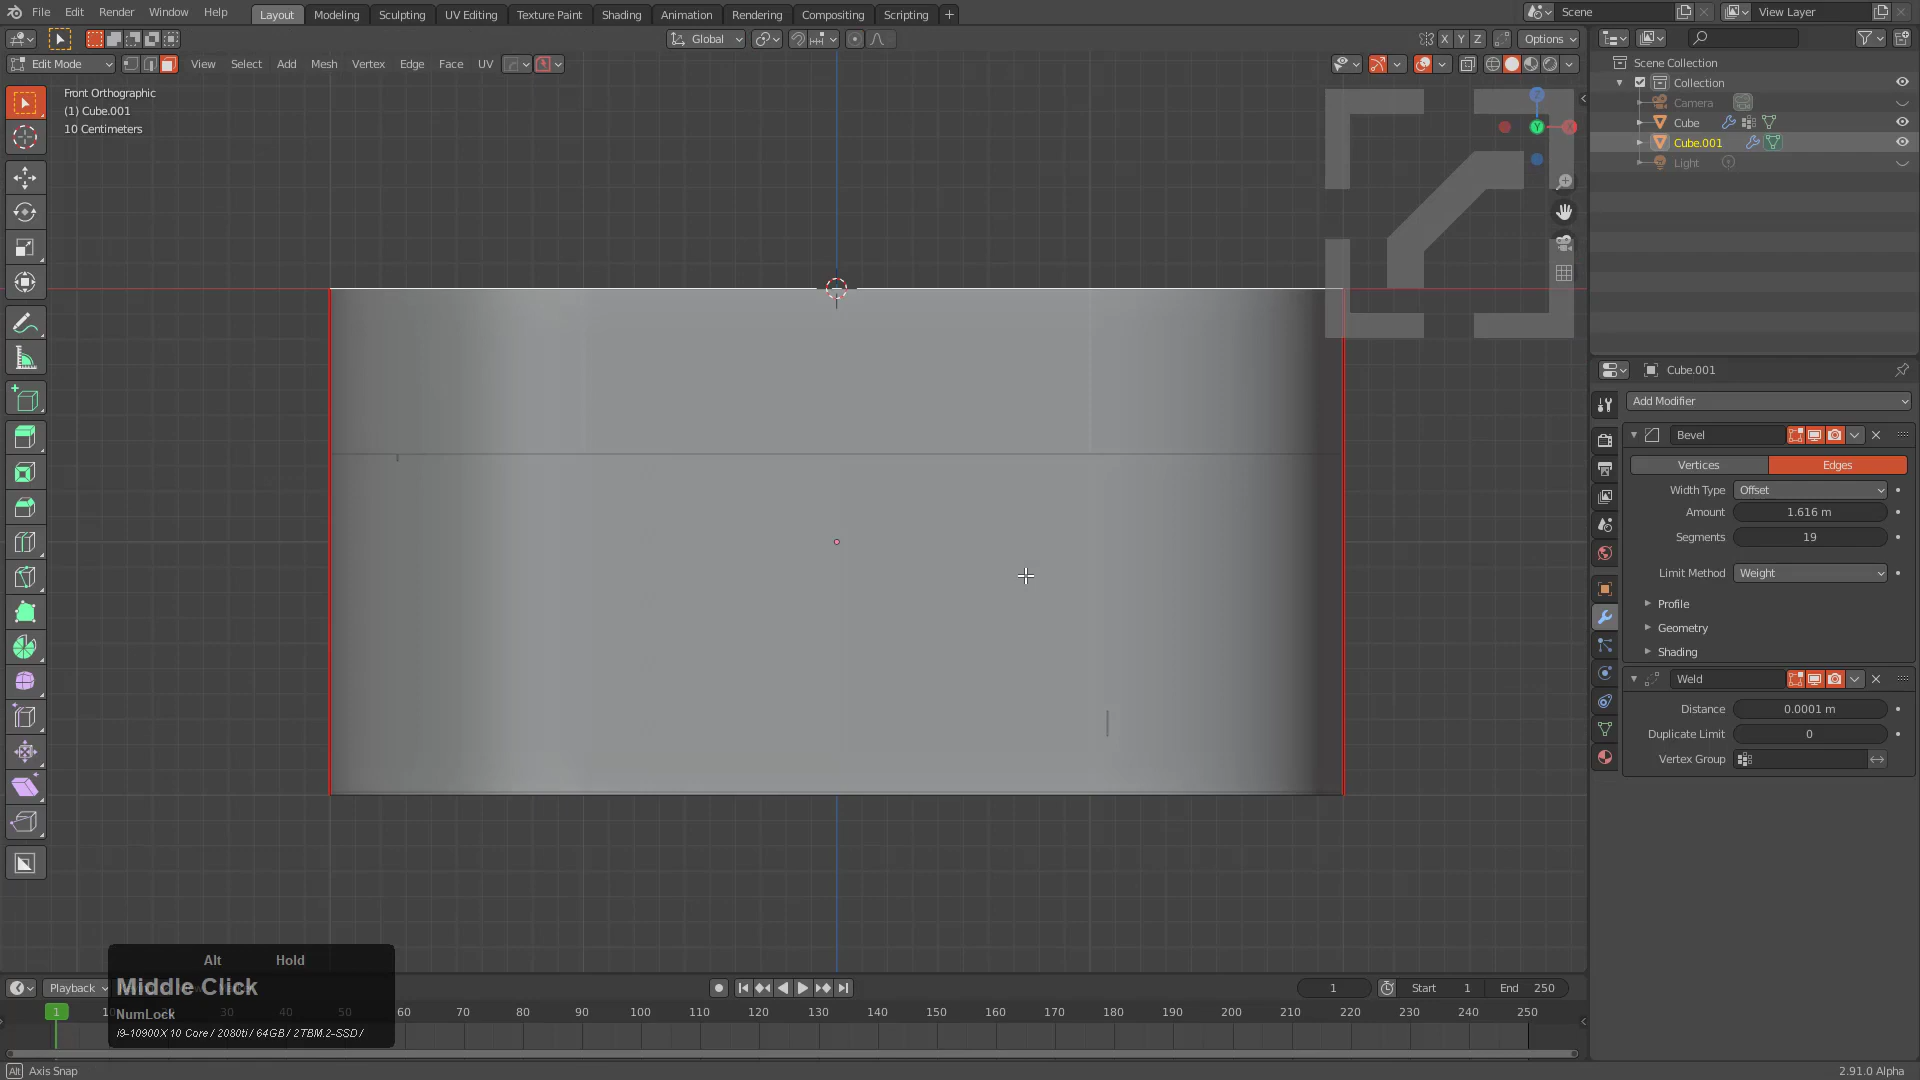 File Edit Render Window Help Layout Modeling Sculpting UV Editing Texture Paint Shading Animation Rendering Compositing Scripting + Scene View Layer
Global X Y Z Options
Edit Mode View Select Add Mesh Vertex Edge Face UV
Front Orthographic
(1) Cube.001
10 Centimeters
Z
Y
X
Scene Collection
Collection
Camera
Cube
Cube.001
Light
Cube.001
Add Modifier
Bevel
Vertices Edges
Width Type Offset
Amount 1.616 m
Segments 19
Limit Method Weight
Profile
Geometry
Shading
Weld
Distance 0.0001 m
Duplicate Limit 0
Vertex Group
Alt Hold
Middle Click
NumLock
i9-10900X 10 Core / 2080ti / 64GB / 2TBM.2-SSD /
Playback 1 Start 1 End 250
1 30 40 50 60 70 80 90 100 110 120 130 140 150 160 170 180 190 200 210 220 230 240 250
Alt Axis Snap 2.91.0 Alpha